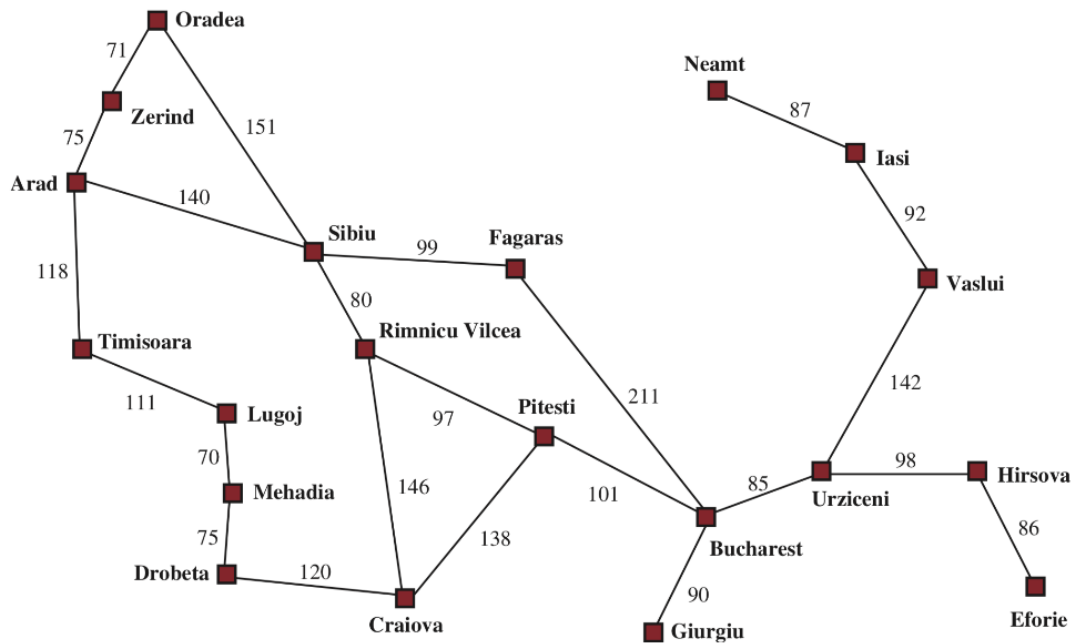 Oradea
71
Neamt
Zerind
87
75
151
Iasi
Arad
140
92
Sibiu
Fagaras
99
118
Vaslui
80
Rimnicu Vilcea
Timisoara
142
111
211
Lugoj
97
Pitesti
70
98
Hirsova
Mehadia
146
101
85
Urziceni
86
75
138
Bucharest
Drobeta
120
90
Craiova
Giurgiu
Eforie